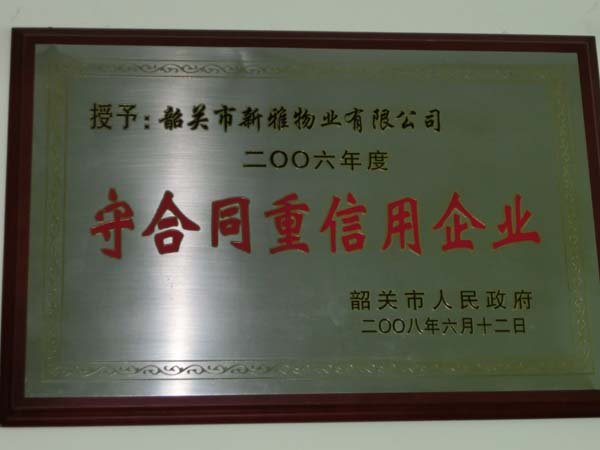 授予：韶关市新雅物业有限公司
二〇〇六年度
守合同重信用企业
韶关市人民政府
二〇〇八年六月十二日